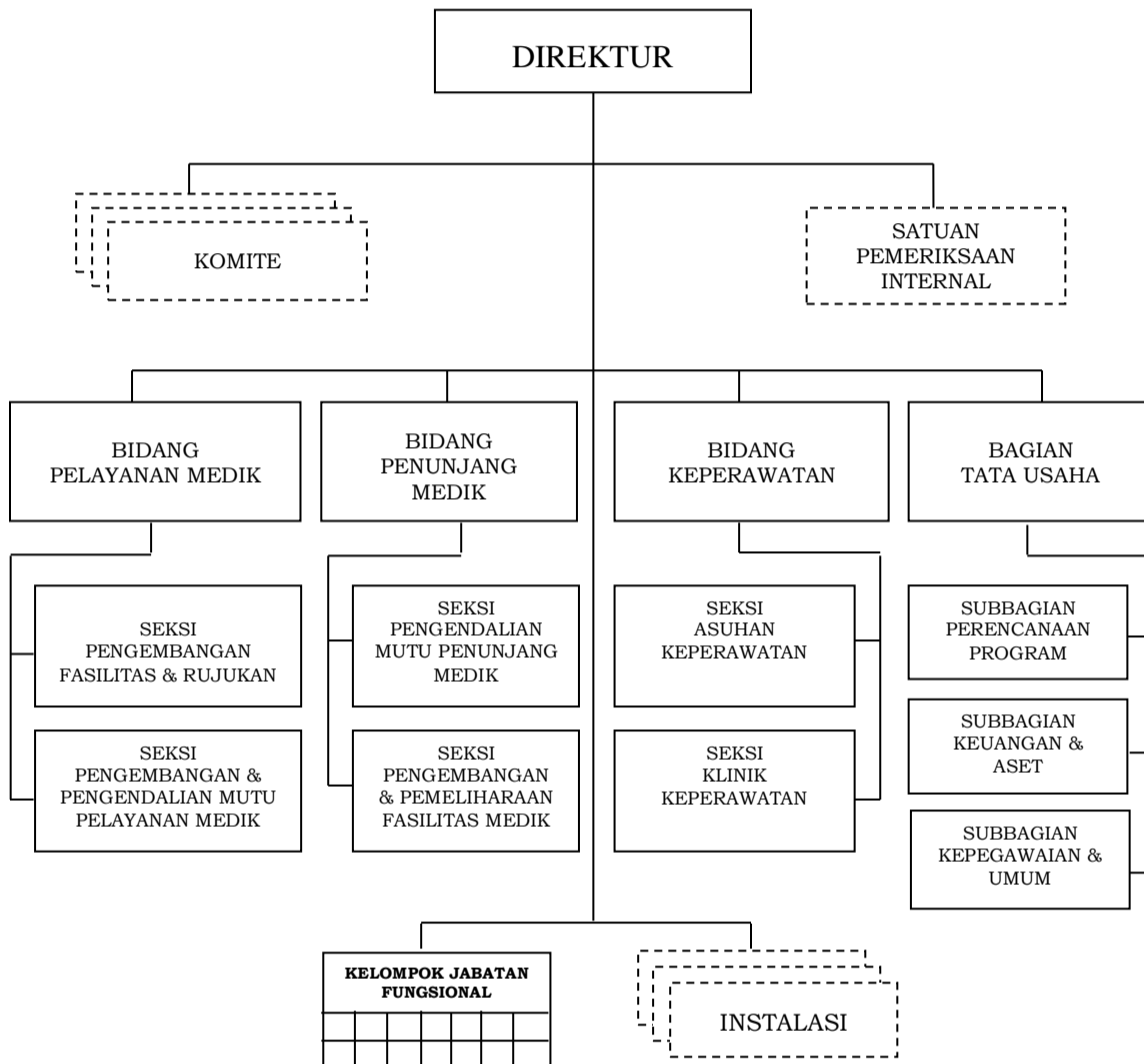 DIREKTUR
KOMITE
SATUAN
PEMERIKSAAN
INTERNAL
BIDANG
PELAYANAN MEDIK
BIDANG
PENUNJANG
MEDIK
BIDANG
KEPERAWATAN
BAGIAN
TATA USAHA
SEKSI
PENGEMBANGAN
FASILITAS & RUJUKAN
SEKSI
PENGENDALIAN
MUTU PENUNJANG
MEDIK
SEKSI
ASUHAN
KEPERAWATAN
SUBBAGIAN
PERENCANAAN
PROGRAM
SEKSI
PENGEMBANGAN &
PENGENDALIAN MUTU
PELAYANAN MEDIK
SEKSI
PENGEMBANGAN
& PEMELIHARAAN
FASILITAS MEDIK
SEKSI
KLINIK
KEPERAWATAN
SUBBAGIAN
KEUANGAN &
ASET
SUBBAGIAN
KEPEGAWAIAN &
UMUM
KELOMPOK JABATAN
FUNGSIONAL
INSTALASI